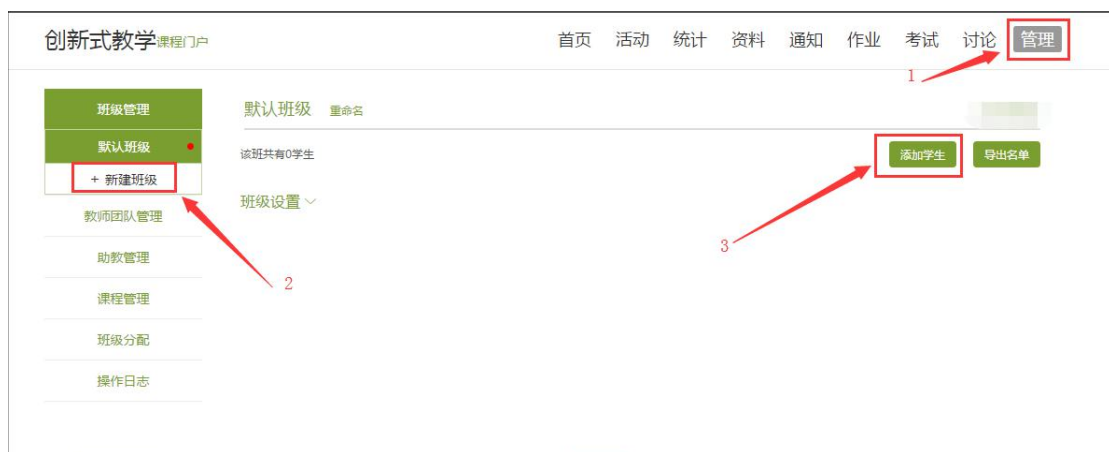 创新式教学课程门户 首页 活动 统计 资料 通知 作业 考试 讨论 管理
1
班级管理
默认班级
+ 新建班级
教师团队管理
助教管理
课程管理
班级分配
操作日志
2
默认班级 重命名
该班共有0学生 添加学生 导出名单
班级设置
3